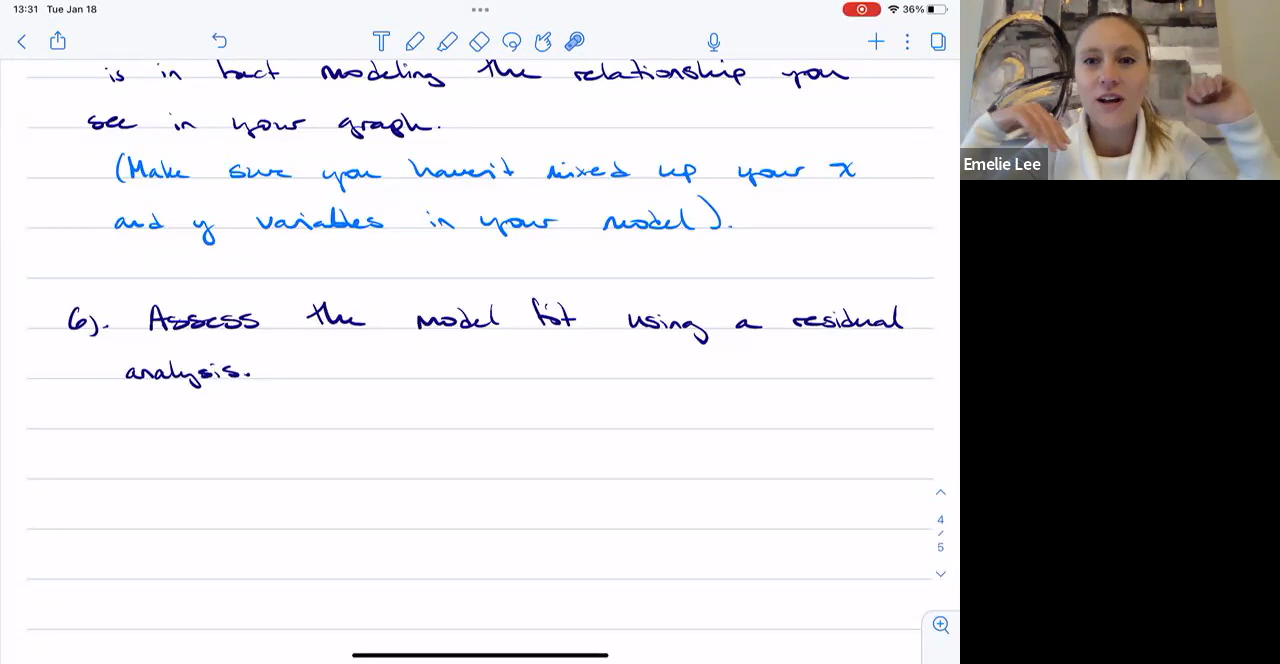 13:31 Tue Jan 18
36%
is in fact modeling the relationship you
see in your graph.
(Make sure you haven't mixed up your x
and y variables in your model).
6). Assess the model fit using a residual
analysis.
4
/
5
Emelie Lee